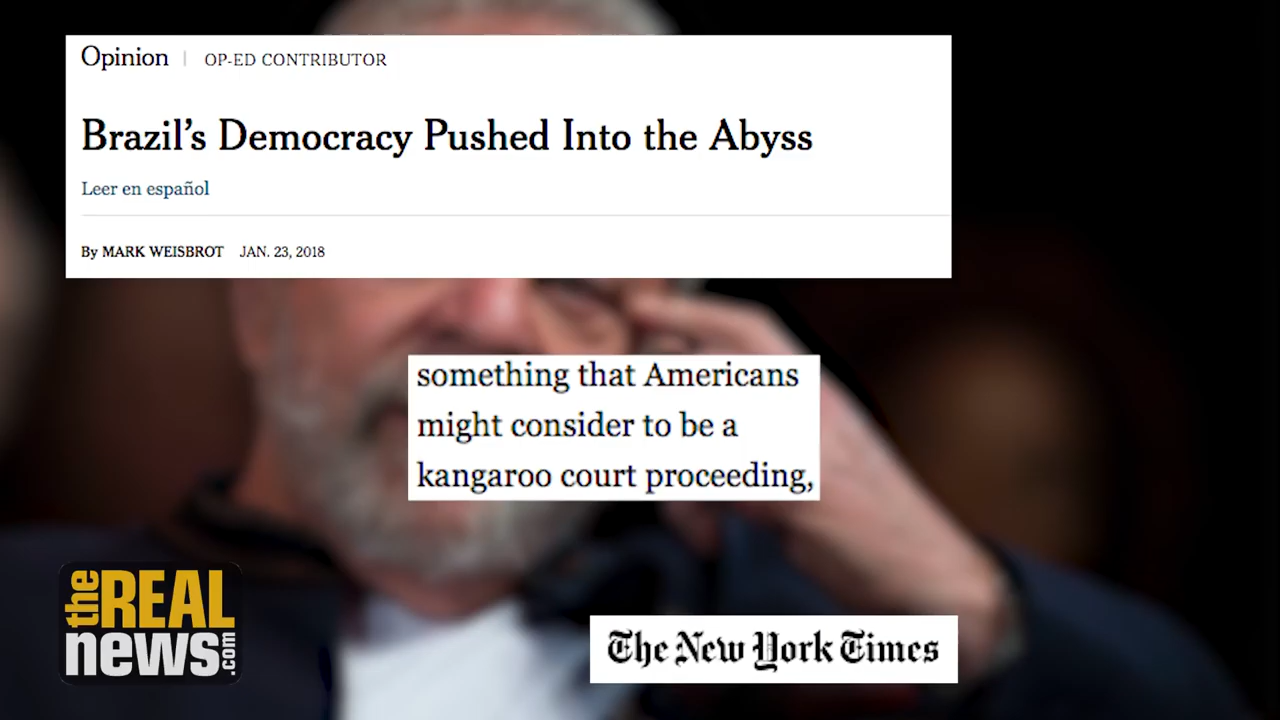 Opinion | OP-ED CONTRIBUTOR
Brazil’s Democracy Pushed Into the Abyss
Leer en español
By MARK WEISBROT JAN. 23, 2018
something that Americans
might consider to be a
kangaroo court proceeding,
the REAL
news.com
The New York Times